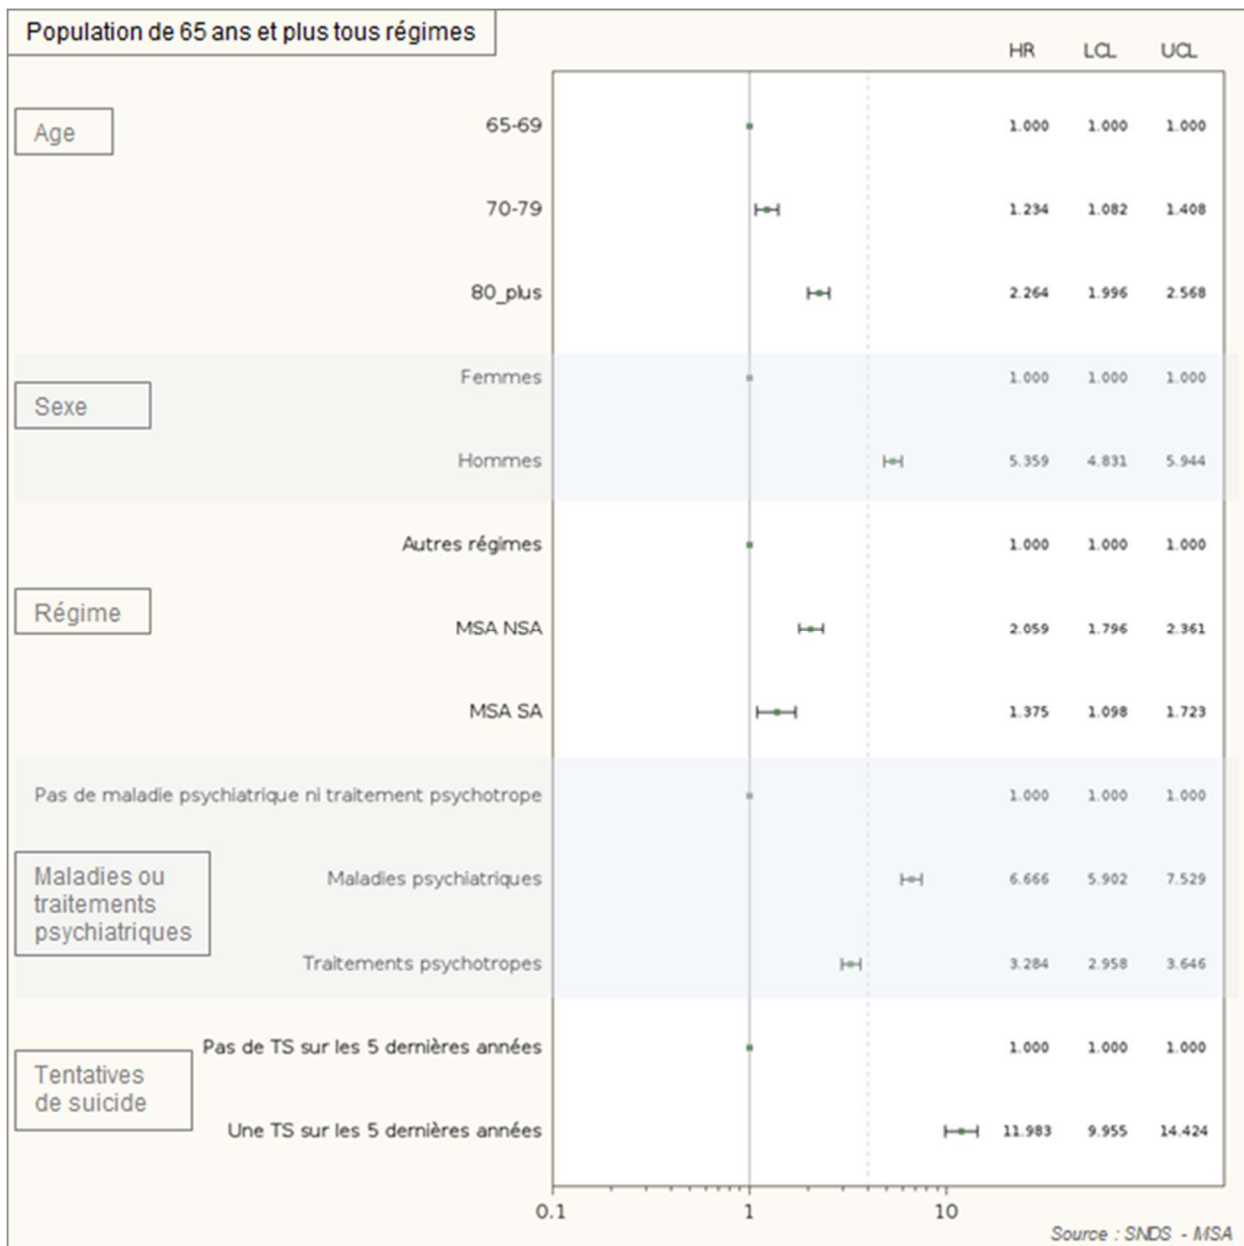 Population de 65 ans et plus tous régimes
HR LCL UCL
Age
65-69 1.000 1.000 1.000
70-79 1.234 1.082 1.408
80_plus 2.264 1.996 2.568
Sexe
Femmes 1.000 1.000 1.000
Hommes 5.359 4.831 5.944
Régime
Autres régimes 1.000 1.000 1.000
MSA NSA 2.059 1.796 2.361
MSA SA 1.375 1.098 1.723
Maladies ou
traitements
psychiatriques
Pas de maladie psychiatrique ni traitement psychotrope 1.000 1.000 1.000
Maladies psychiatriques 6.666 5.902 7.529
Traitements psychotropes 3.284 2.958 3.646
Tentatives
de suicide
Pas de TS sur les 5 dernières années 1.000 1.000 1.000
Une TS sur les 5 dernières années 11.983 9.955 14.424
0.1 1 10
Source : SNDS - MSA